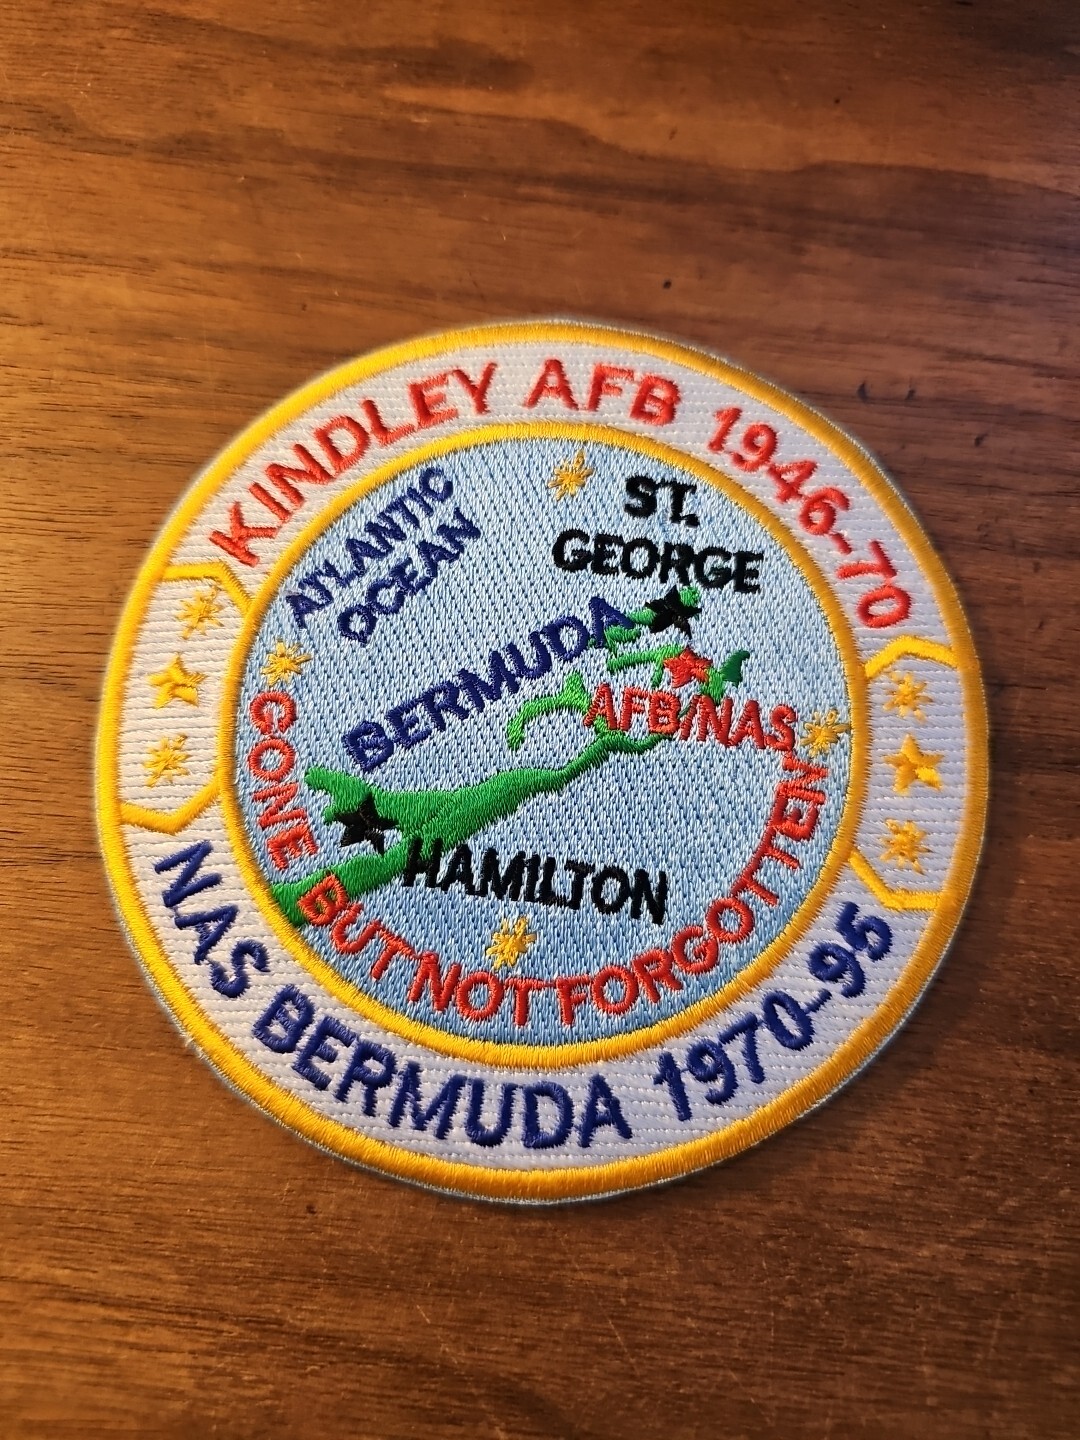 KINDLEY AFB 1946-70
ATLANTIC
OCEAN
ST.
GEORGE
BERMUDA
AFB/NAS
HAMILTON
GONE BUT NOT FORGOTTEN
NAS BERMUDA 1970-95